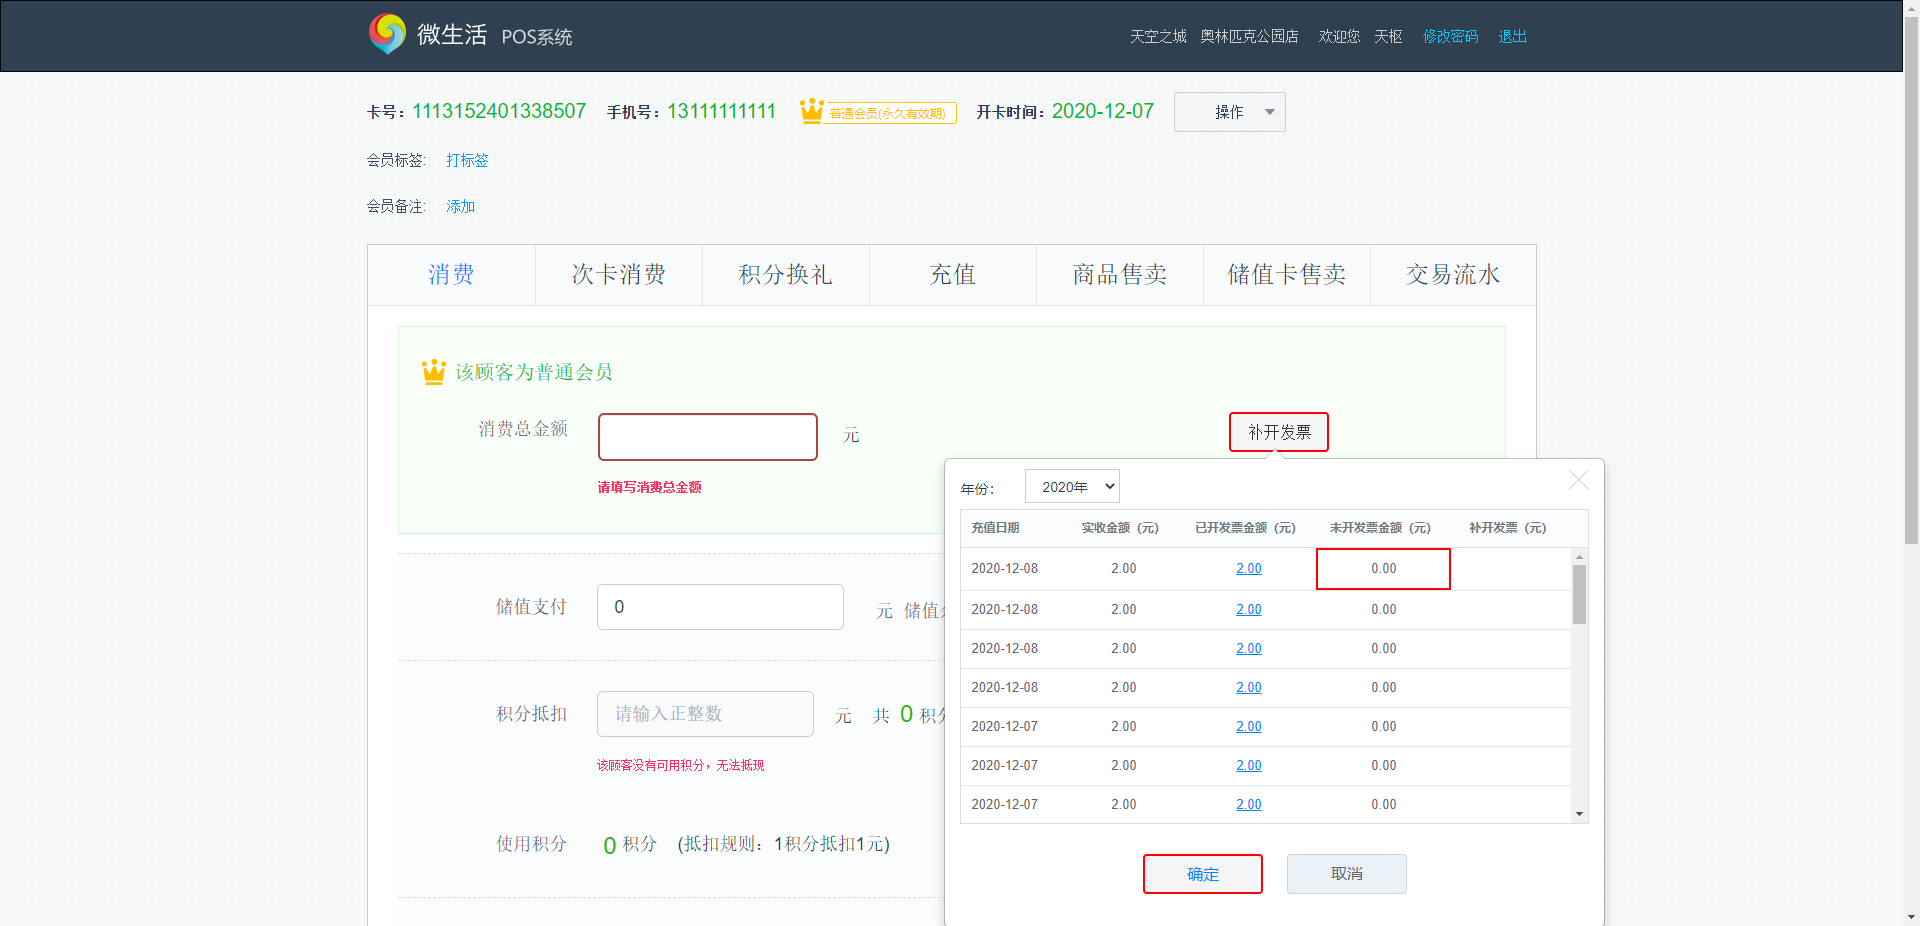 微生活 POS系统
天空之城 奥林匹克公园店 欢迎您 天枢 修改密码 退出
卡号：1113152401338507 手机号：13111111111 普通会员(永久有效期) 开卡时间：2020-12-07 操作
会员标签: 打标签
会员备注: 添加
消费 次卡消费 积分换礼 充值 商品售卖 储值卡售卖 交易流水
该顾客为普通会员
消费总金额 元 补开发票
请填写消费总金额
年份： 2020年
充值日期 实收金额（元） 已开发票金额（元） 未开发票金额（元） 补开发票（元）
2020-12-08 2.00 2.00 0.00
2020-12-08 2.00 2.00 0.00
2020-12-08 2.00 2.00 0.00
2020-12-08 2.00 2.00 0.00
2020-12-07 2.00 2.00 0.00
2020-12-07 2.00 2.00 0.00
2020-12-07 2.00 2.00 0.00
确定 取消
储值支付 0 元 储值
积分抵扣 请输入正整数 元 共 0 积分
该顾客没有可用积分，无法抵现
使用积分 0 积分 (抵扣规则：1积分抵扣1元)